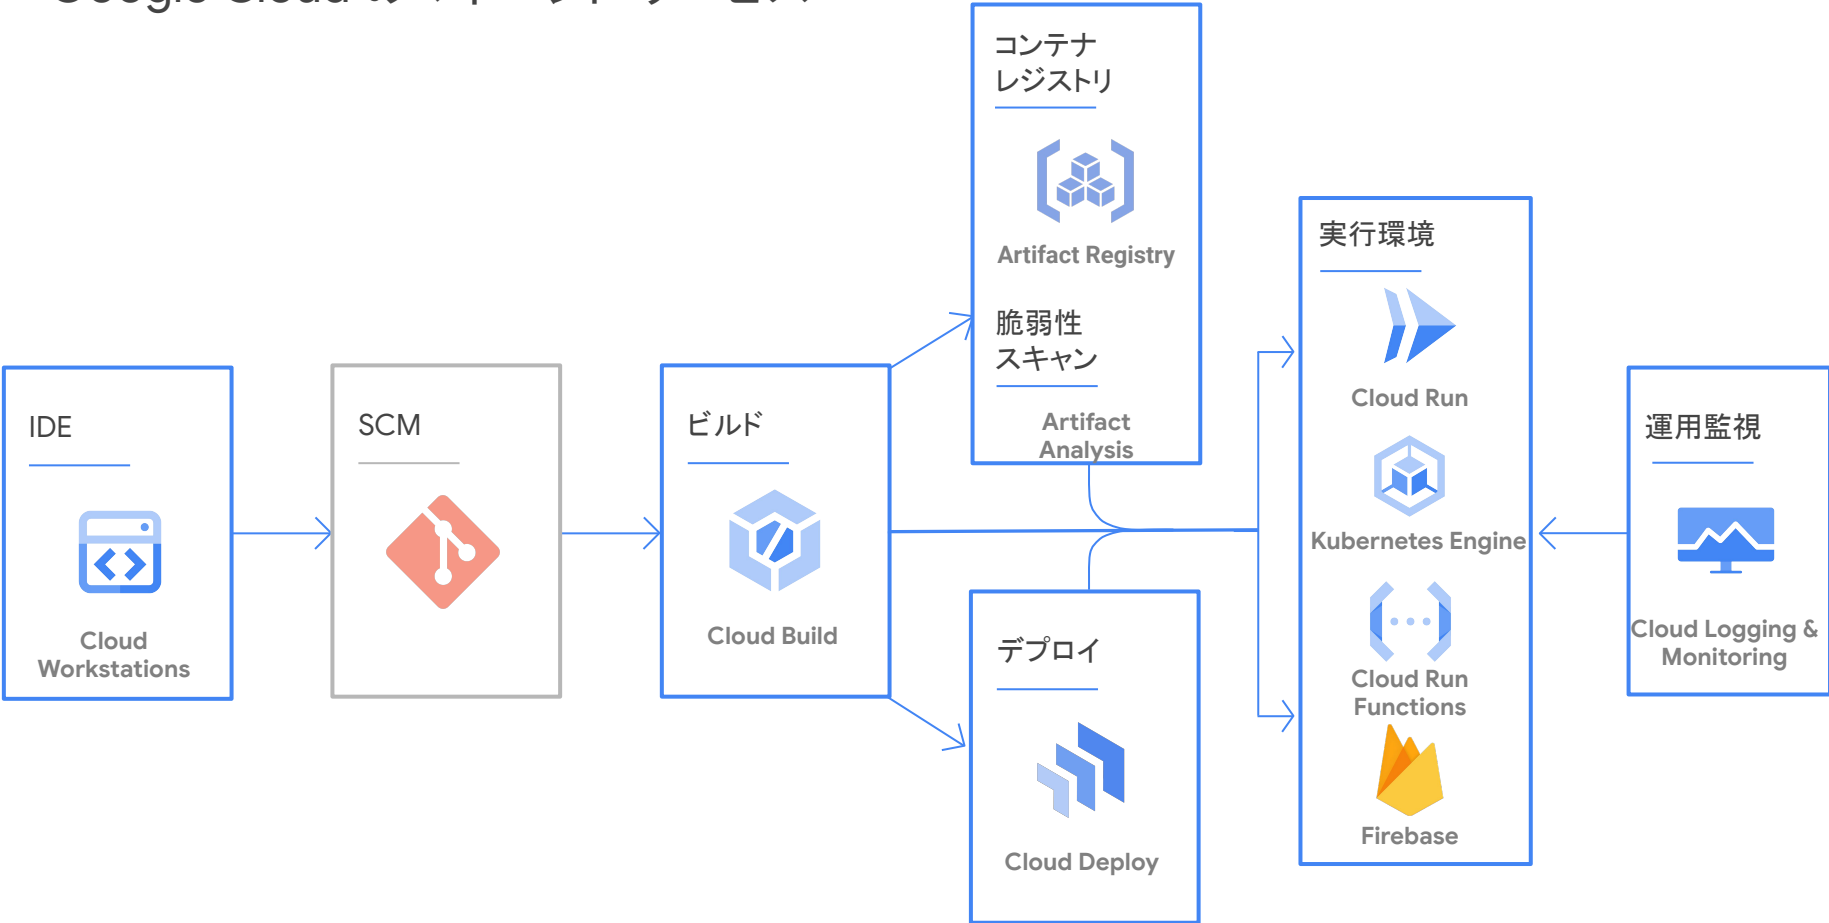 Google Cloud
IDE
Cloud
Workstations
SCM
ビルド
Cloud Build
コンテナ
レジストリ
Artifact Registry
脆弱性
スキャン
Artifact
Analysis
デプロイ
Cloud Deploy
実行環境
Cloud Run
Kubernetes Engine
Cloud Run
Functions
Firebase
運用監視
Cloud Logging &
Monitoring